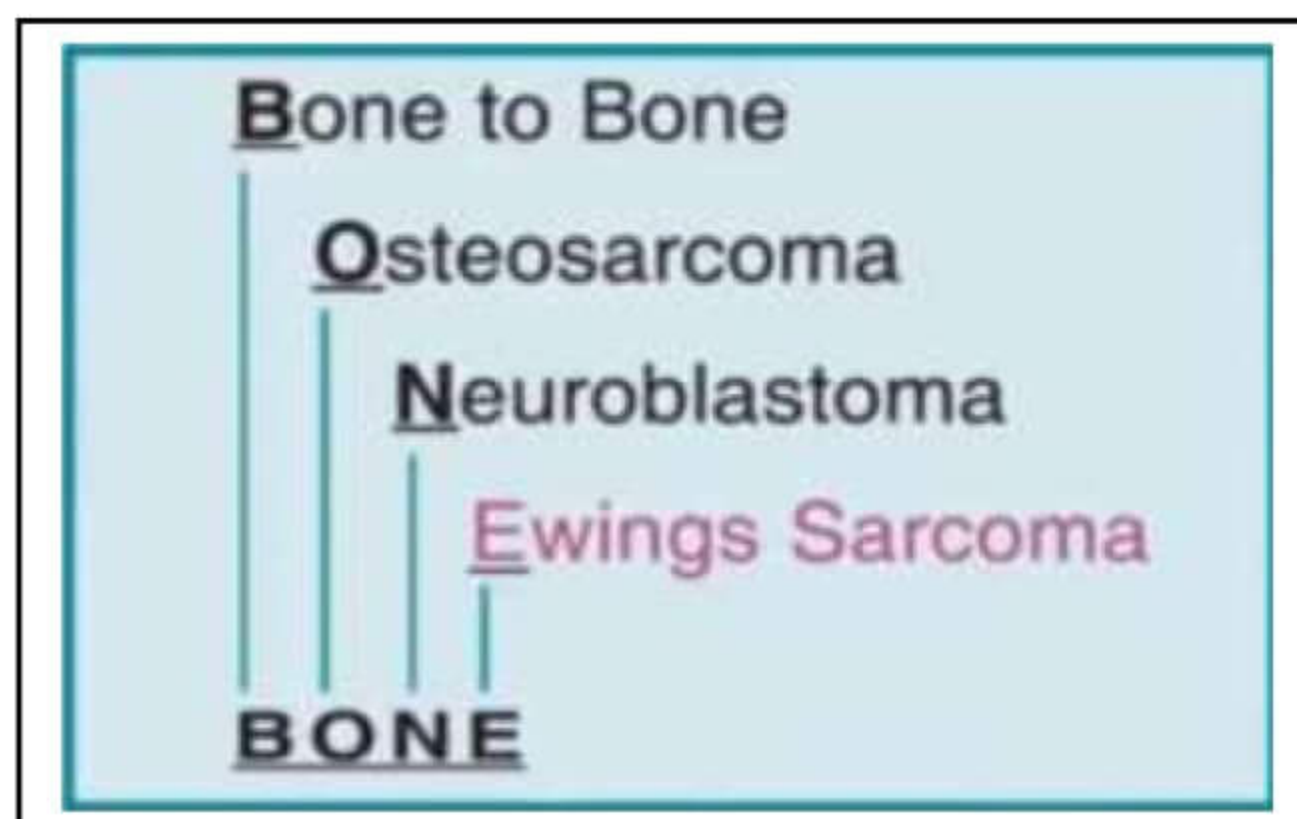 Bone to Bone
Osteosarcoma
Neuroblastoma
Ewings Sarcoma
BONE